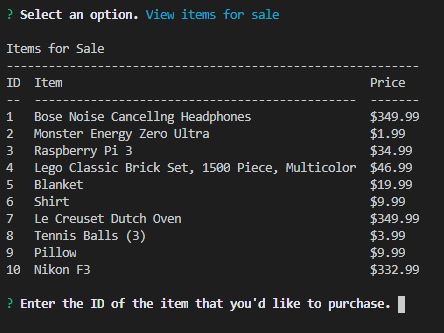 ? Select an option. View items for sale
Items for Sale
----------------------------------------------------------
ID  Item                                           Price
--  ---------------------------------------------  -------
1   Bose Noise Cancellng Headphones                $349.99
2   Monster Energy Zero Ultra                      $1.99
3   Raspberry Pi 3                                 $34.99
4   Lego Classic Brick Set, 1500 Piece, Multicolor  $46.99
5   Blanket                                        $19.99
6   Shirt                                          $9.99
7   Le Creuset Dutch Oven                          $349.99
8   Tennis Balls (3)                               $3.99
9   Pillow                                         $9.99
10  Nikon F3                                       $332.99
? Enter the ID of the item that you'd like to purchase.